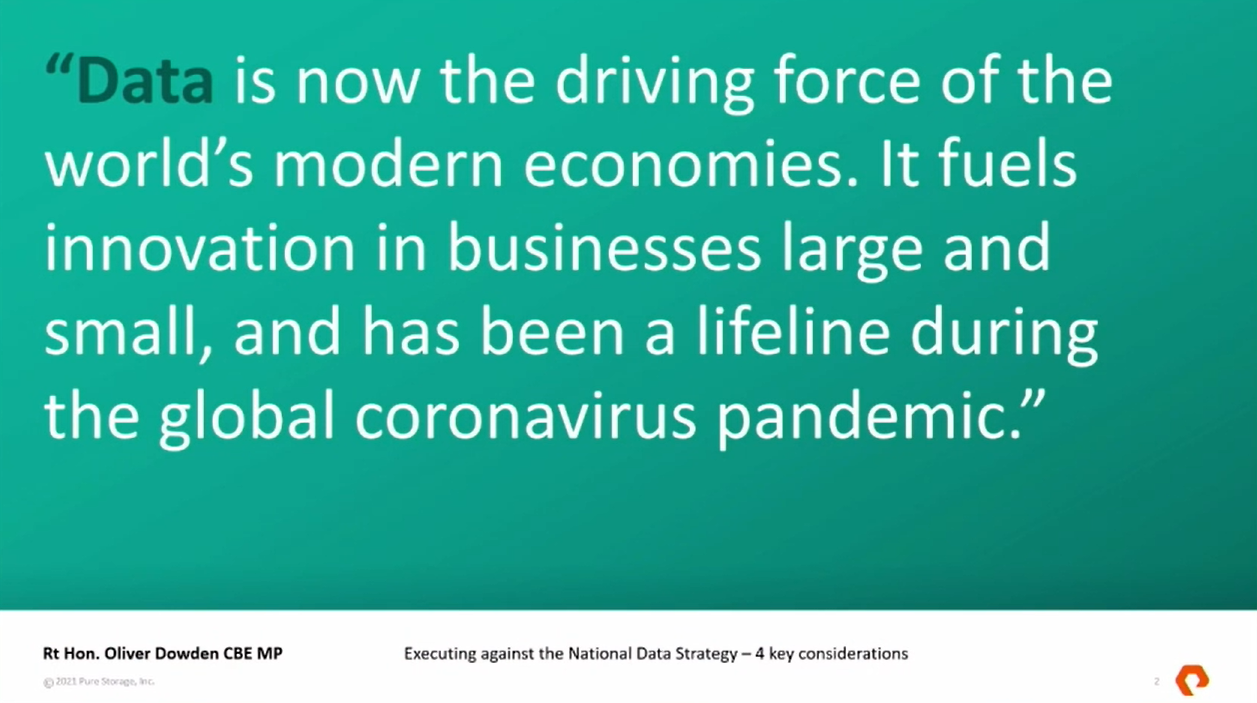 “Data is now the driving force of the
world’s modern economies. It fuels
innovation in businesses large and
small, and has been a lifeline during
the global coronavirus pandemic.”
Rt Hon. Oliver Dowden CBE MP
Executing against the National Data Strategy – 4 key considerations
© 2021 Pure Storage, Inc.
2